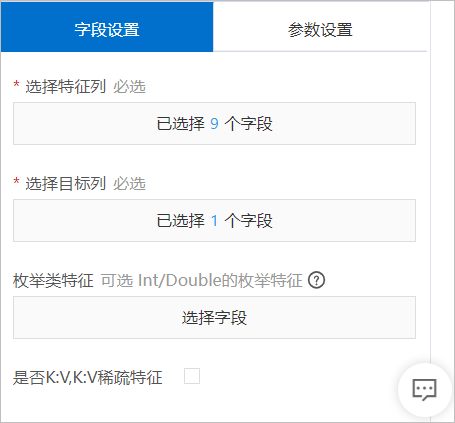 字段设置 参数设置
* 选择特征列 必选
已选择 9 个字段
* 选择目标列 必选
已选择 1 个字段
枚举类特征 可选 Int/Double的枚举特征 ?
选择字段
是否K:V,K:V稀疏特征